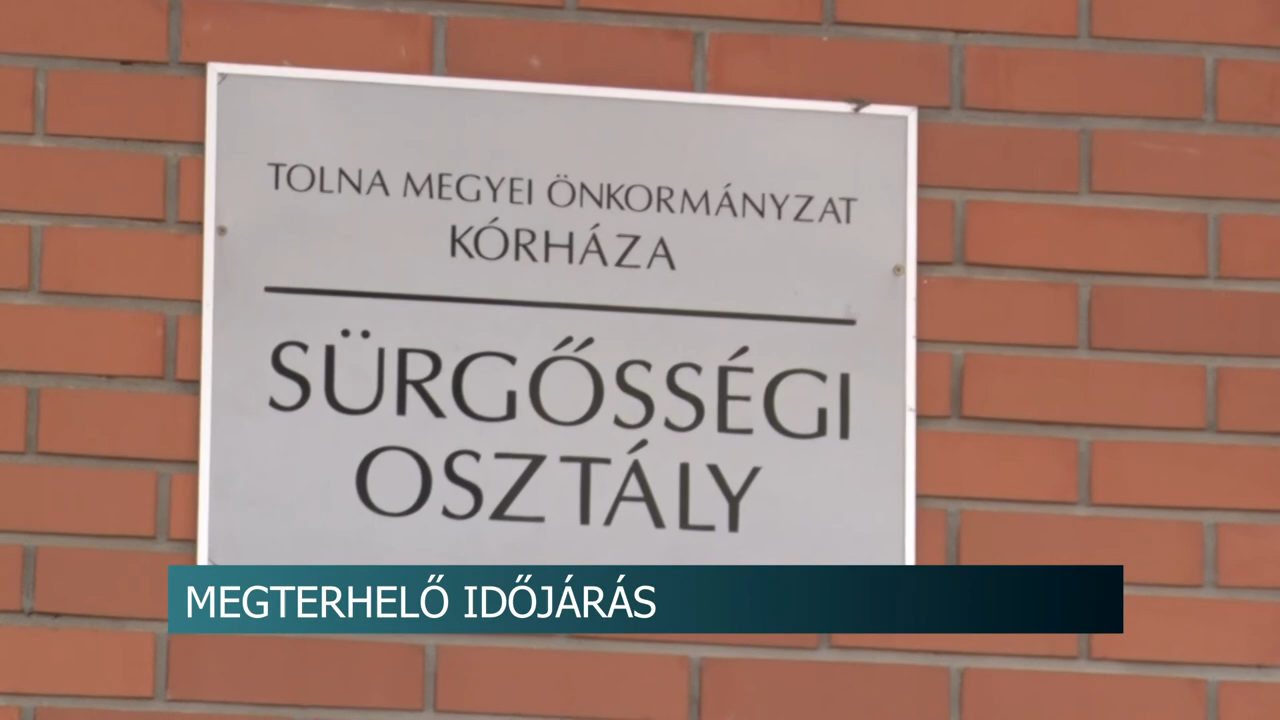 TOLNA MEGYEI ÖNKORMÁNYZAT
KÓRHÁZA
SÜRGŐSSÉGI
OSZTÁLY
MEGTERHELŐ IDŐJÁRÁS